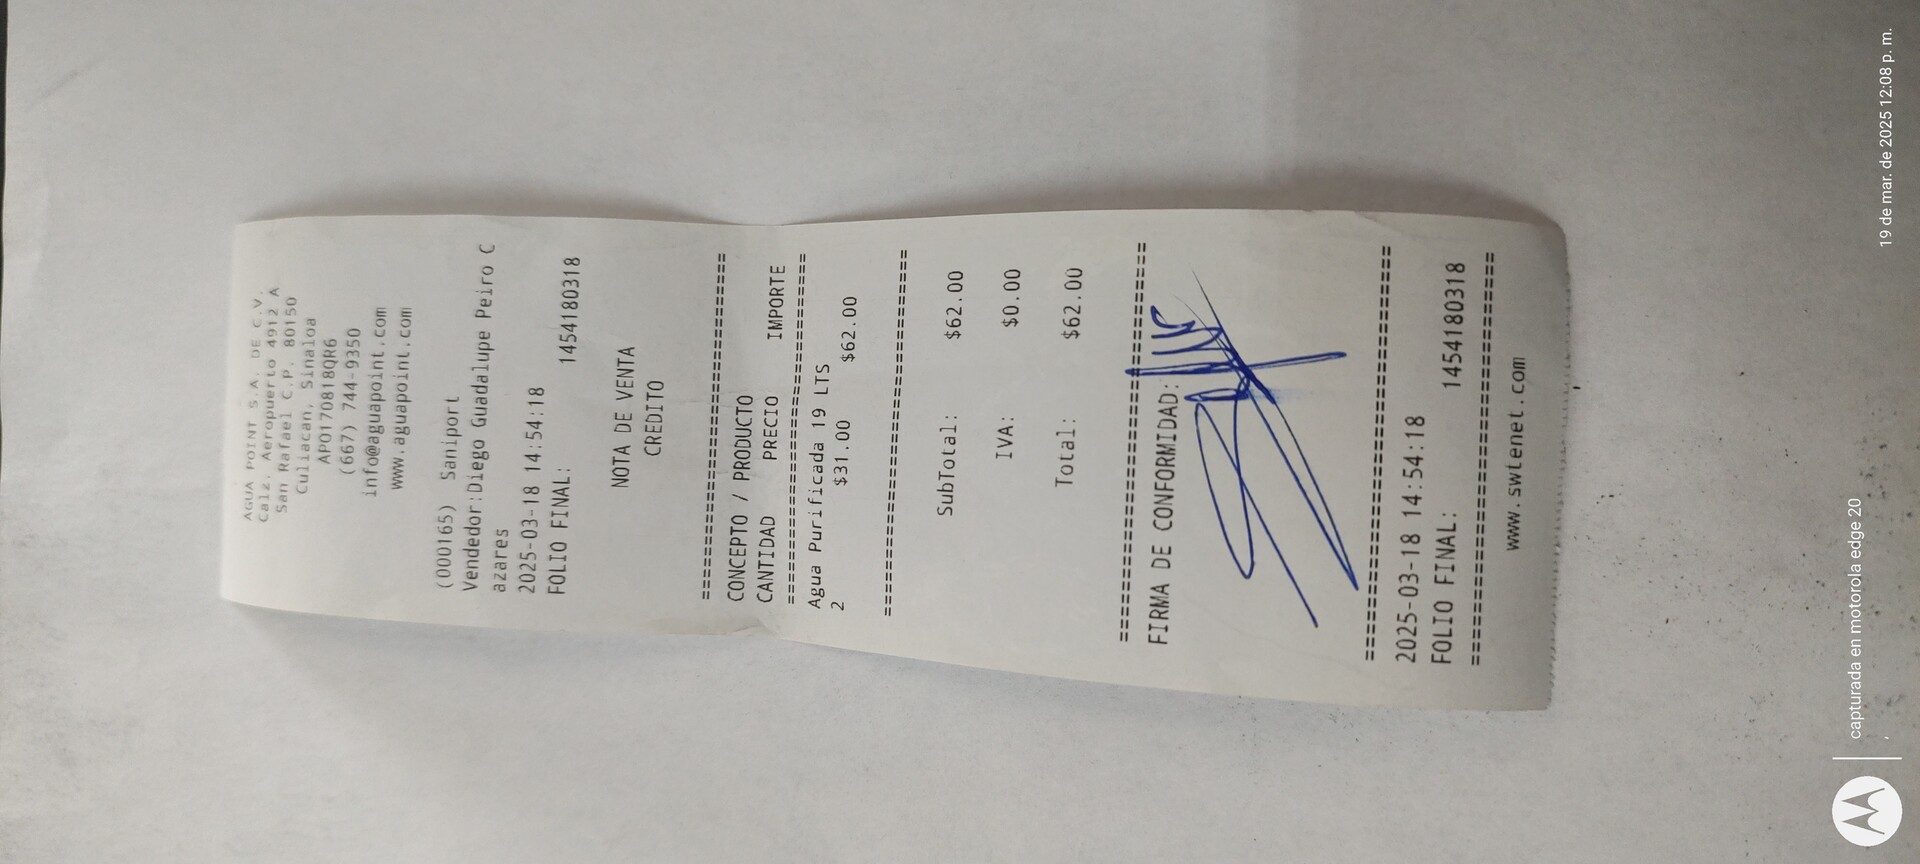 AGUA POINT S.A. DE C.V.
Calz. Aeropuerto 4912 A
San Rafael C.P. 80150
Culiacan, Sinaloa
APO170818QR6
(667) 744-9350
info@aguapoint.com
www.aguapoint.com
(000165) Saniport
Vendedor:Diego Guadalupe Peiro C
azares
2025-03-18 14:54:18
FOLIO FINAL: 1454180318
NOTA DE VENTA
CREDITO
================================
CONCEPTO / PRODUCTO
CANTIDAD PRECIO IMPORTE
================================
Agua Purificada 19 LTS
2 $31.00 $62.00
================================
SubTotal: $62.00
IVA: $0.00
Total: $62.00
================================
FIRMA DE CONFORMIDAD:
================================
2025-03-18 14:54:18
FOLIO FINAL: 1454180318
================================
www.swtenet.com
capturada en motorola edge 20
19 de mar. de 2025 12:08 p. m.